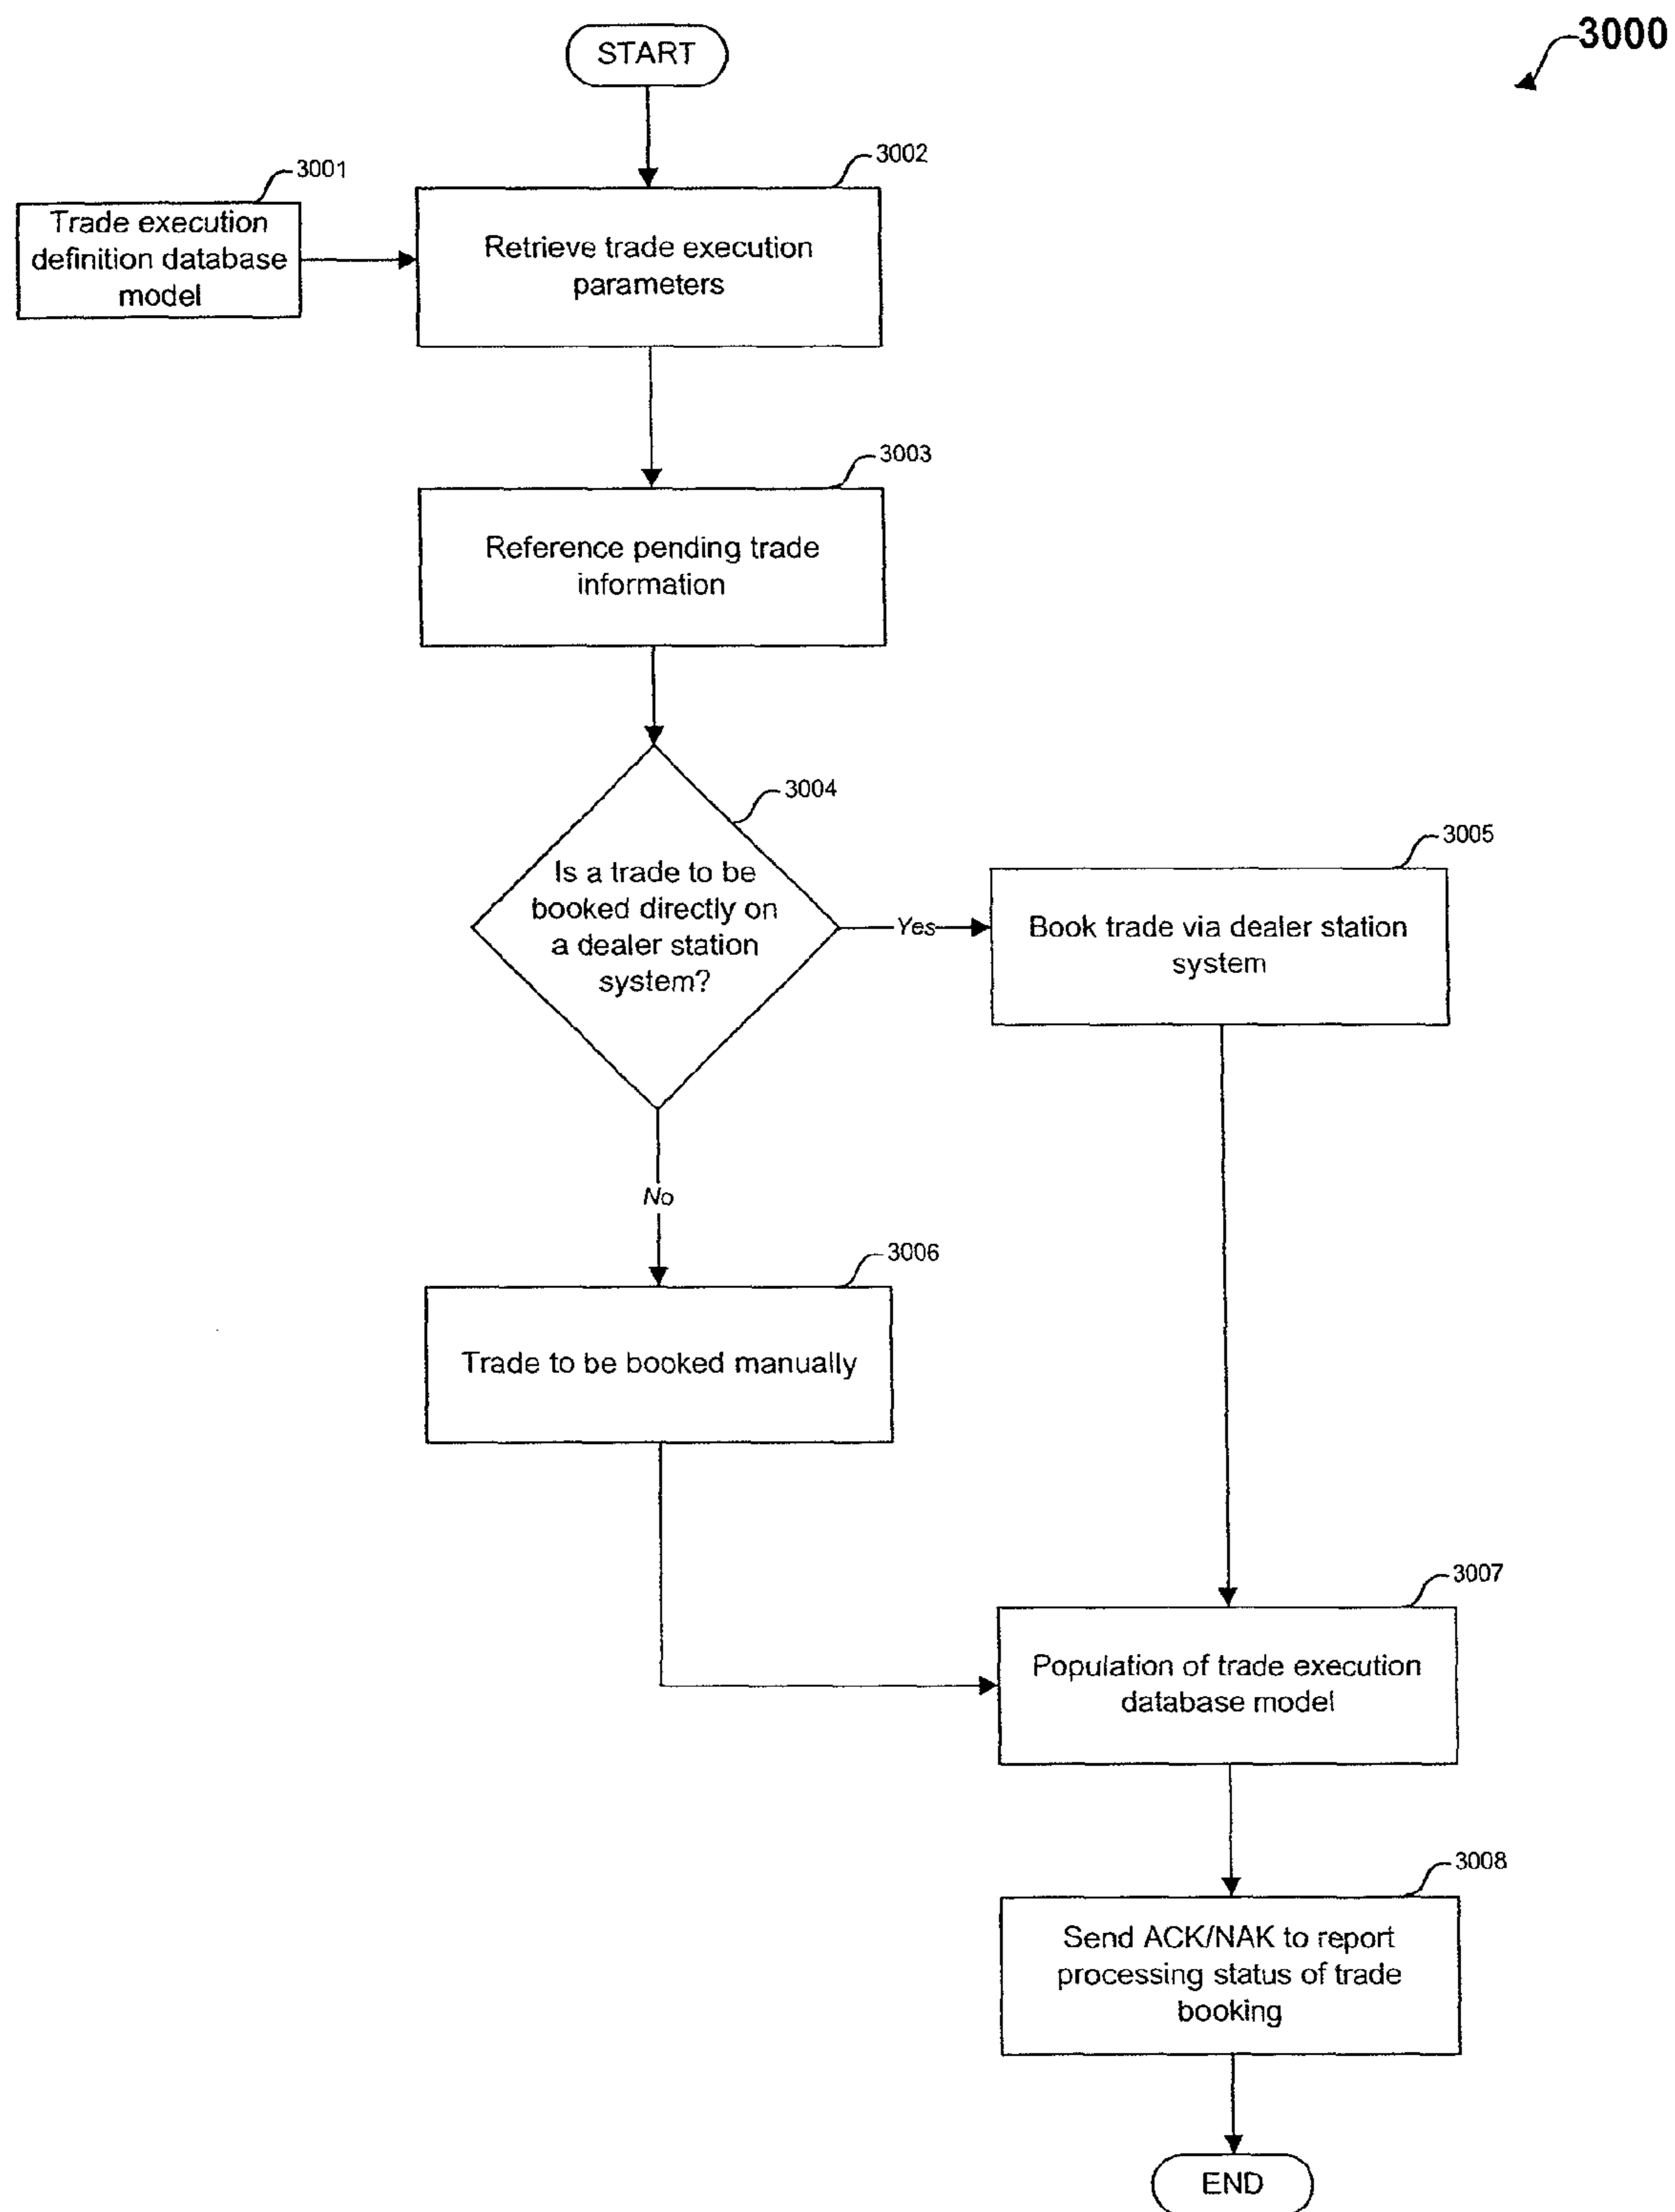 3000
START
3001
Trade execution
definition database
model
3002
Retrieve trade execution
parameters
3003
Reference pending trade
information
3004
Is a trade to be
booked directly on
a dealer station
system?
Yes
3005
Book trade via dealer station
system
No
3006
Trade to be booked manually
3007
Population of trade execution
database model
3008
Send ACK/NAK to report
processing status of trade
booking
END